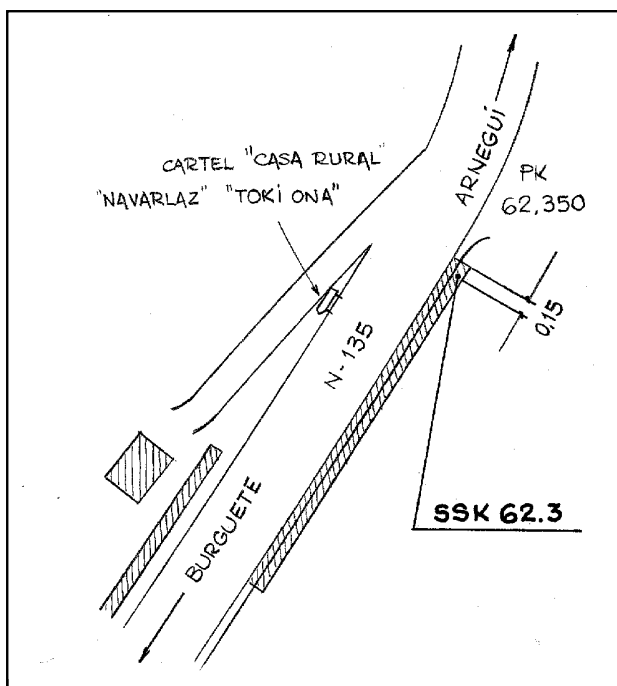 CARTEL "CASA RURAL"
"NAVARLAZ" "TOKI ONA"
ARNEGUI
PK
62,350
0,15
N-135
BURGUETE
SSK 62.3